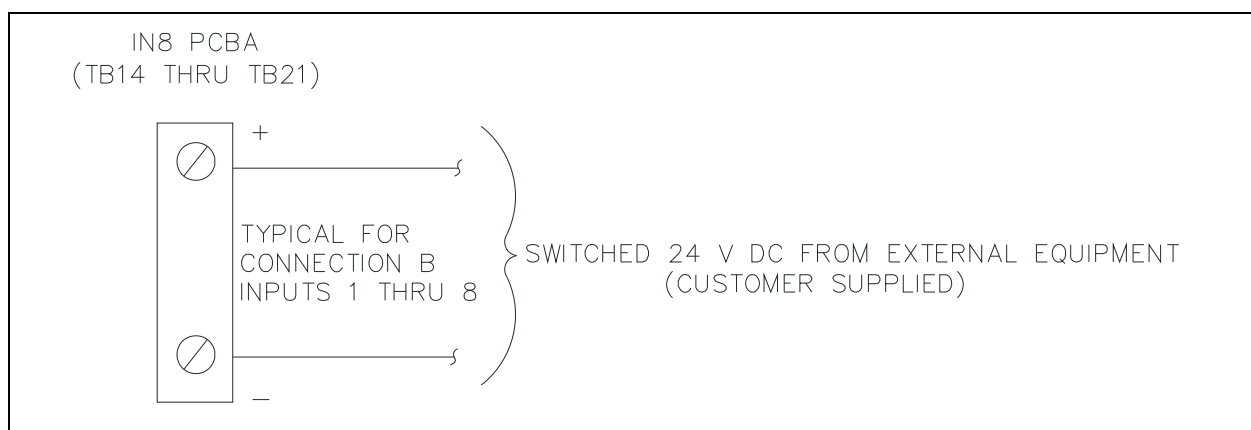 IN8 PCBA
(TB14 THRU TB21)
+
TYPICAL FOR
CONNECTION B
INPUTS 1 THRU 8
SWITCHED 24 V DC FROM EXTERNAL EQUIPMENT
(CUSTOMER SUPPLIED)
−